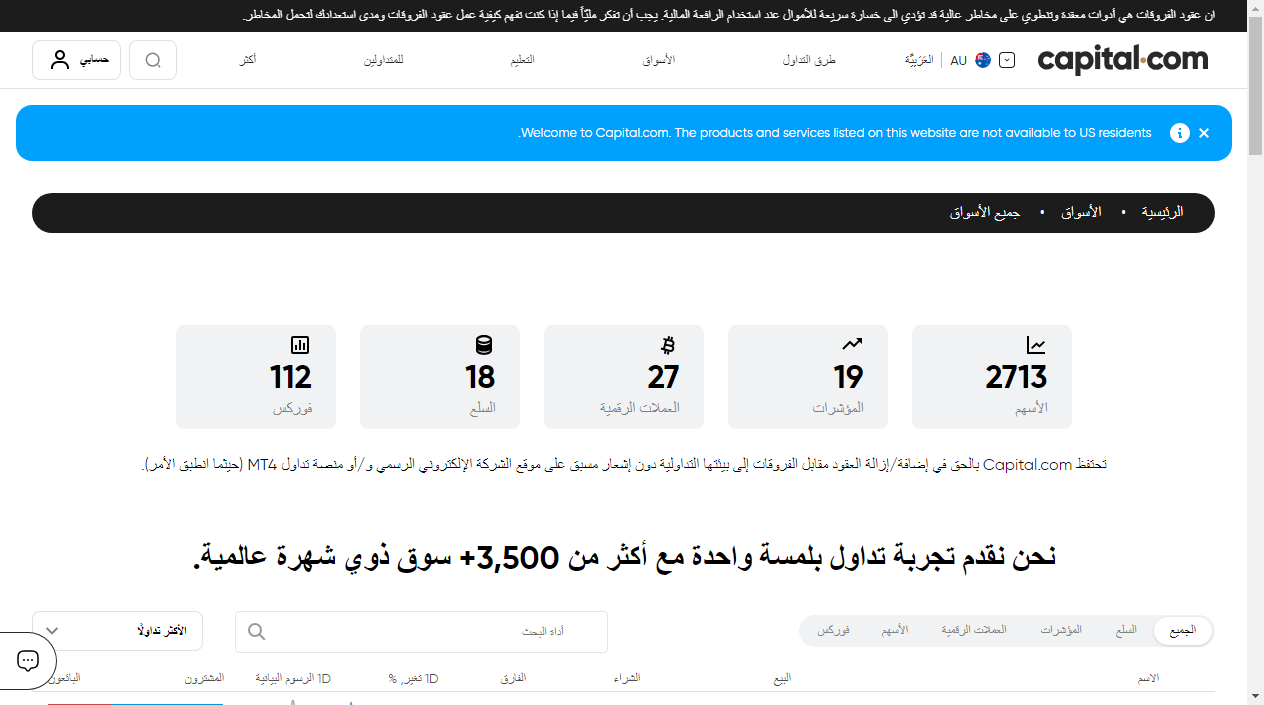 ان عقود الفروقات هي أدوات معقدة وتنطوي على مخاطر عالية قد تؤدي الى خسارة سريعة للأموال عند استخدام الرافعة المالية. يجب أن تفكر مليًّا فيما إذا كنت تفهم كيفية عمل عقود الفروقات ومدى استعدادك لتحمل المخاطر.
capital.com
AU العَرَبِيَّة
طرق التداول
الأسواق
التعليم
للمتداولين
أكثر
حسابي
Welcome to Capital.com. The products and services listed on this website are not available to US residents.
الرئيسية • الأسواق • جميع الأسواق
2713
الأسهم
19
المؤشرات
27
العملات الرقمية
18
السلع
112
فوركس
تحتفظ Capital.com بالحق في إضافة/إزالة العقود مقابل الفروقات إلى بيئتها التداولية دون إشعار مسبق على موقع الشركة الإلكتروني الرسمي و/أو منصة تداول MT4 (حيثما انطبق الأمر).
نحن نقدم تجربة تداول بلمسة واحدة مع أكثر من 3,500+ سوق ذوي شهرة عالمية.
الجميع السلع المؤشرات العملات الرقمية الأسهم فوركس
أداة البحث
الأكثر تداولًا
الاسم البيع الشراء الفارق 1D تغير, % 1D الرسوم البيانية المشترون البائعون